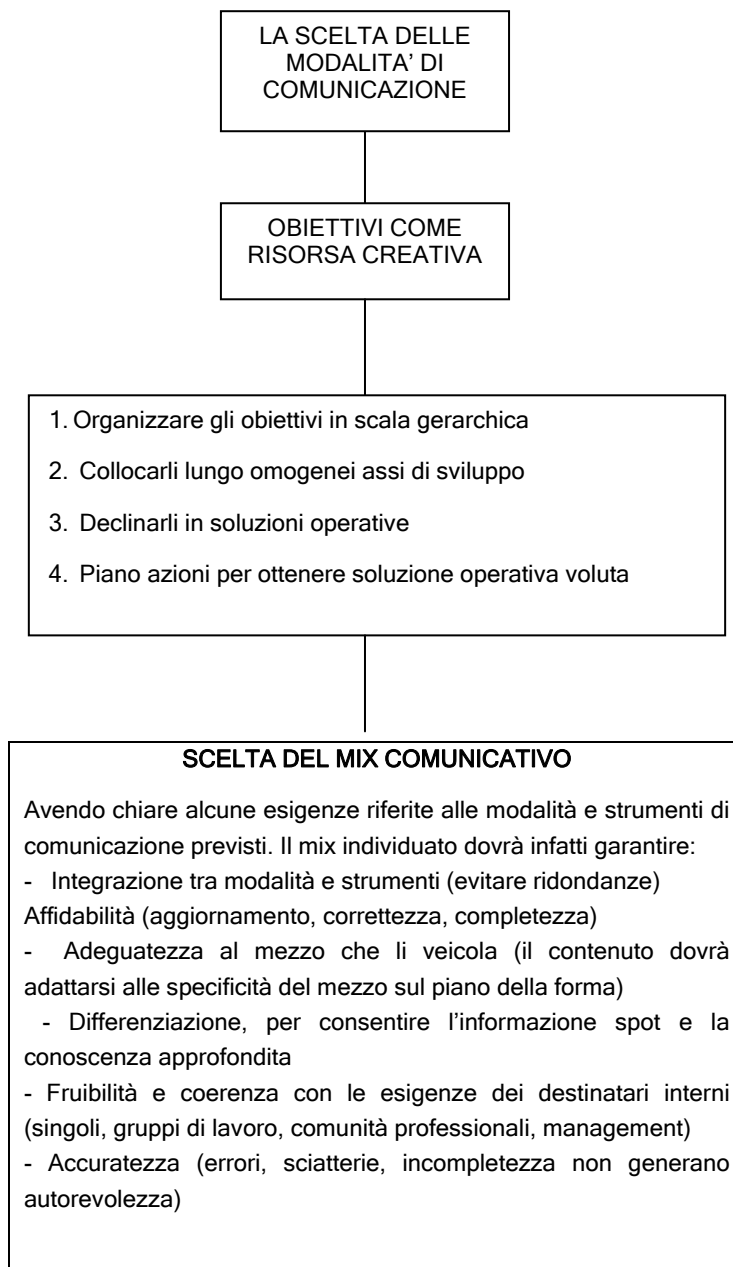 LA SCELTA DELLE
MODALITA’ DI
COMUNICAZIONE
OBIETTIVI COME
RISORSA CREATIVA
1. Organizzare gli obiettivi in scala gerarchica
2. Collocarli lungo omogenei assi di sviluppo
3. Declinarli in soluzioni operative
4. Piano azioni per ottenere soluzione operativa voluta
SCELTA DEL MIX COMUNICATIVO
Avendo chiare alcune esigenze riferite alle modalità e strumenti di
comunicazione previsti. Il mix individuato dovrà infatti garantire:
- Integrazione tra modalità e strumenti (evitare ridondanze)
Affidabilità (aggiornamento, correttezza, completezza)
- Adeguatezza al mezzo che li veicola (il contenuto dovrà
adattarsi alle specificità del mezzo sul piano della forma)
- Differenziazione, per consentire l’informazione spot e la
conoscenza approfondita
- Fruibilità e coerenza con le esigenze dei destinatari interni
(singoli, gruppi di lavoro, comunità professionali, management)
- Accuratezza (errori, sciatterie, incompletezza non generano
autorevolezza)